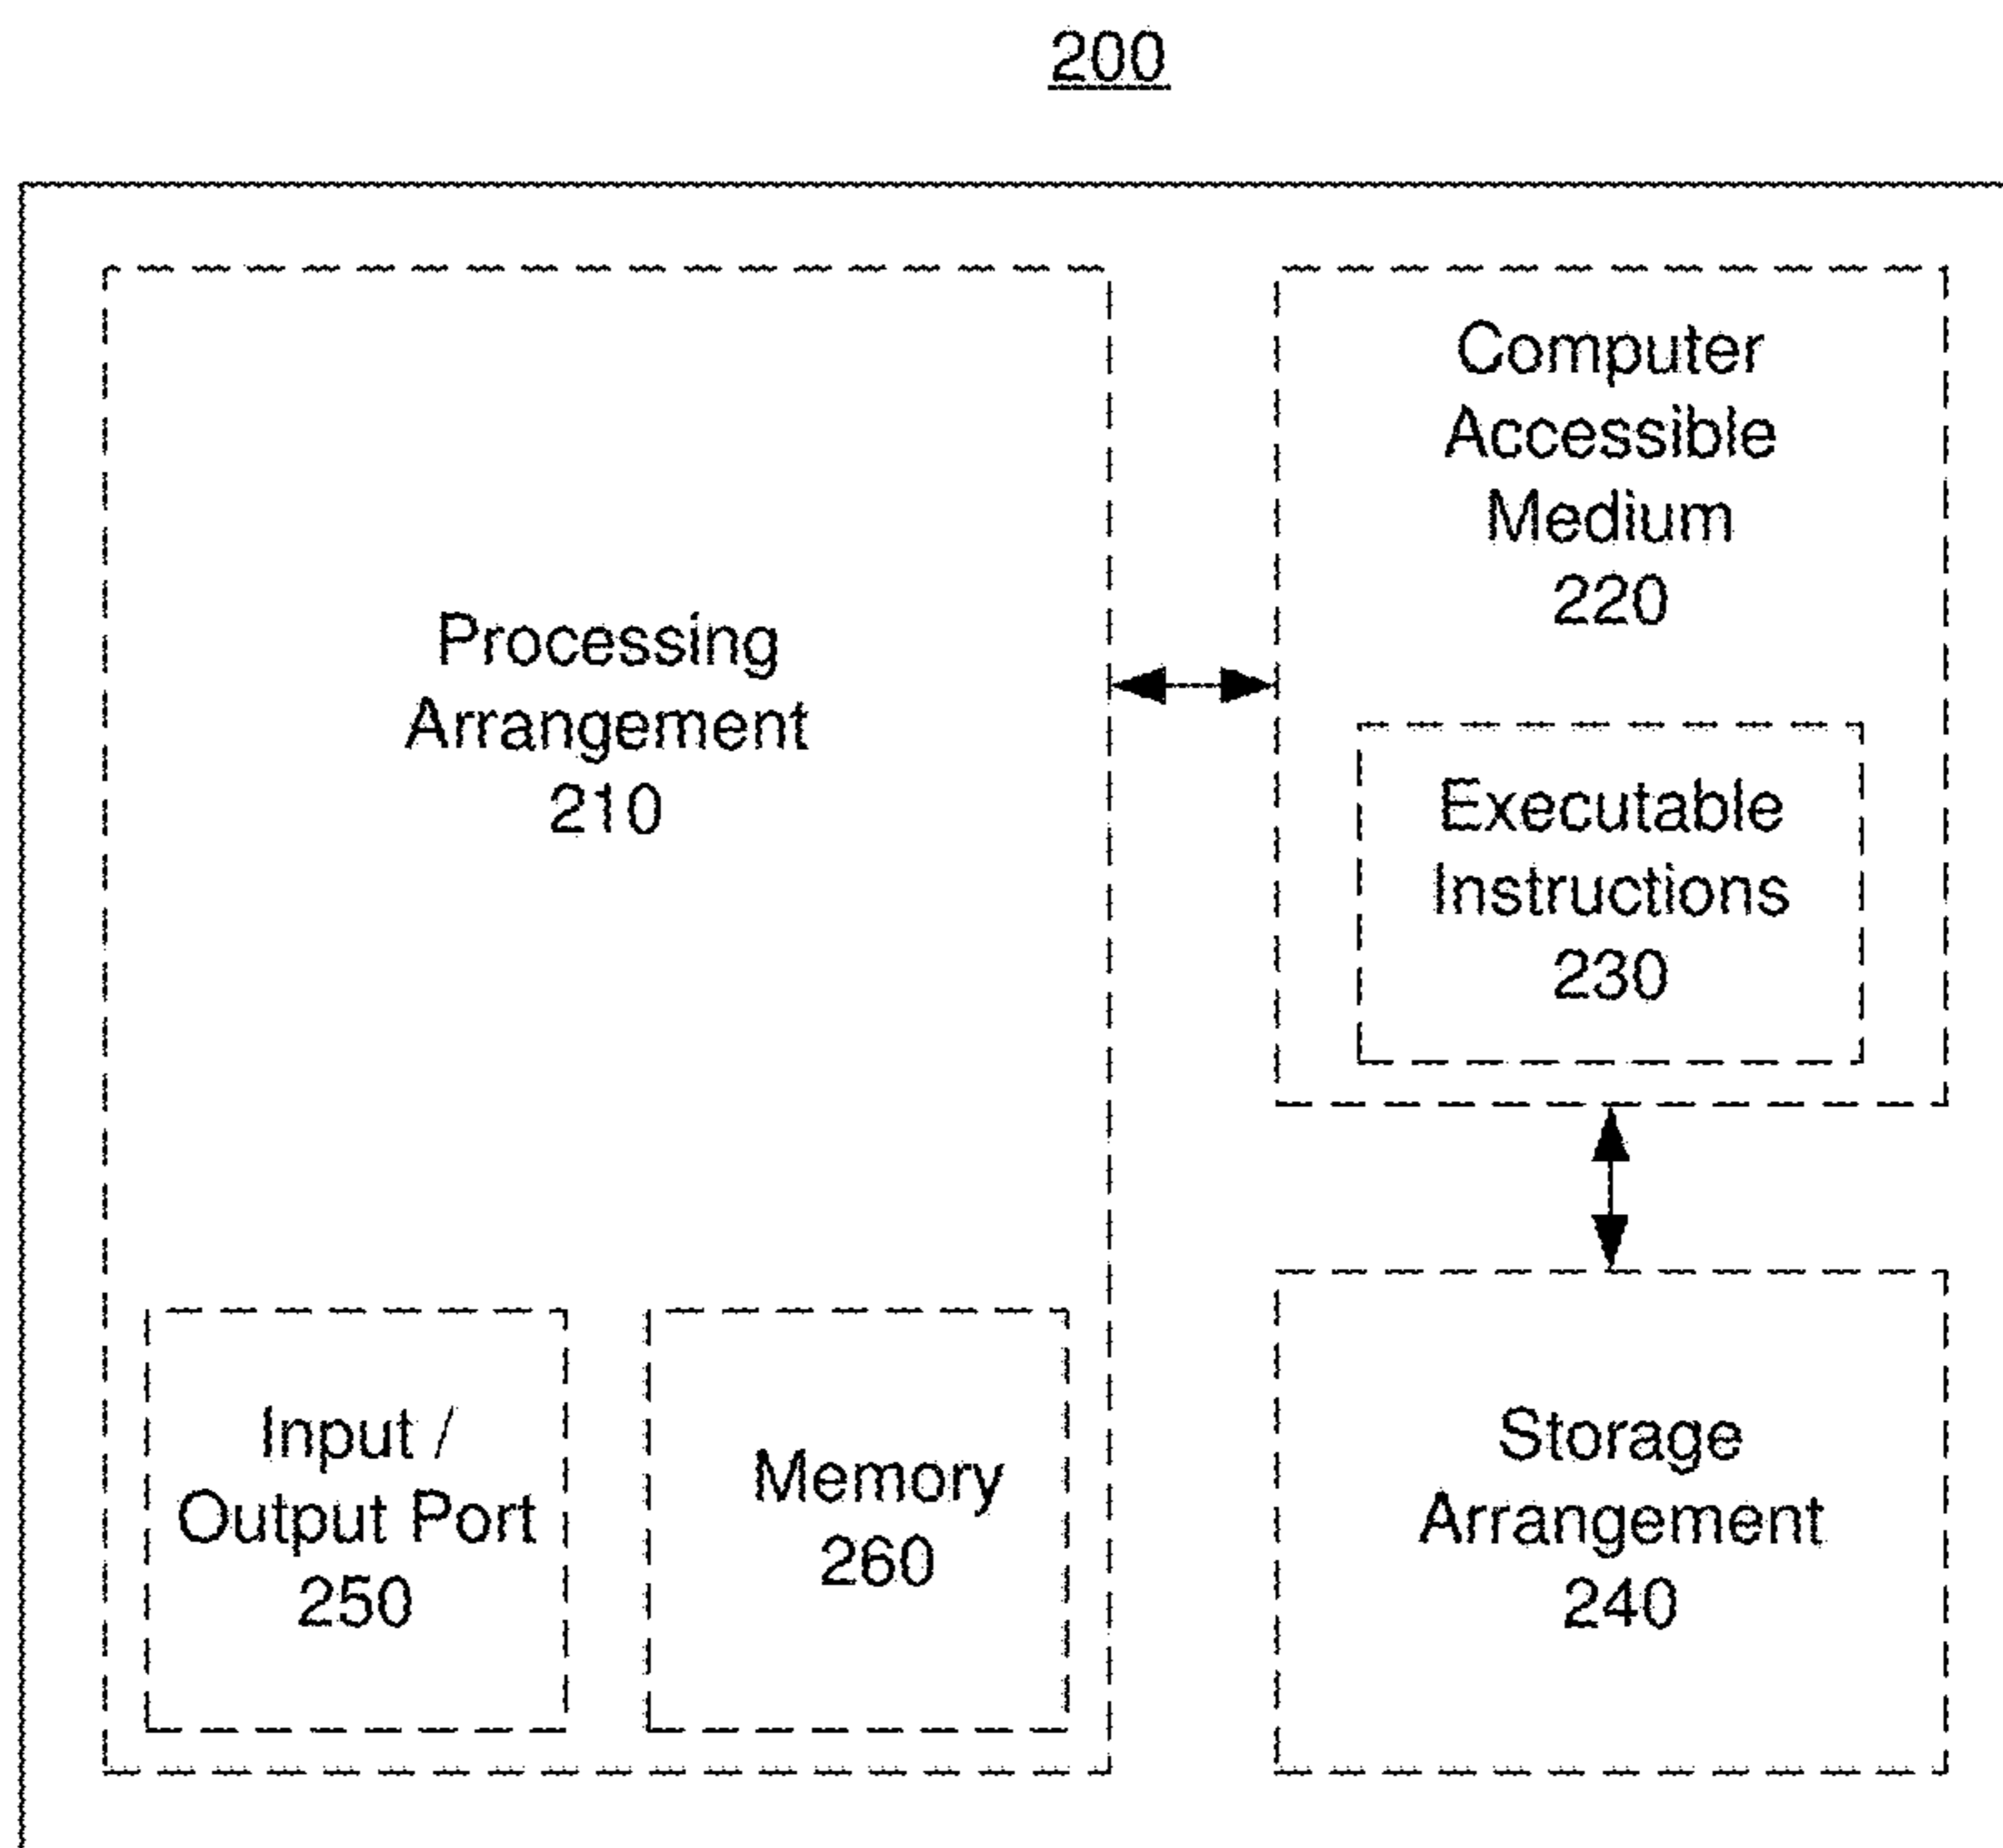 200
Processing
Arrangement
210
Computer
Accessible
Medium
220
Executable
Instructions
230
Input /
Output Port
250
Memory
260
Storage
Arrangement
240